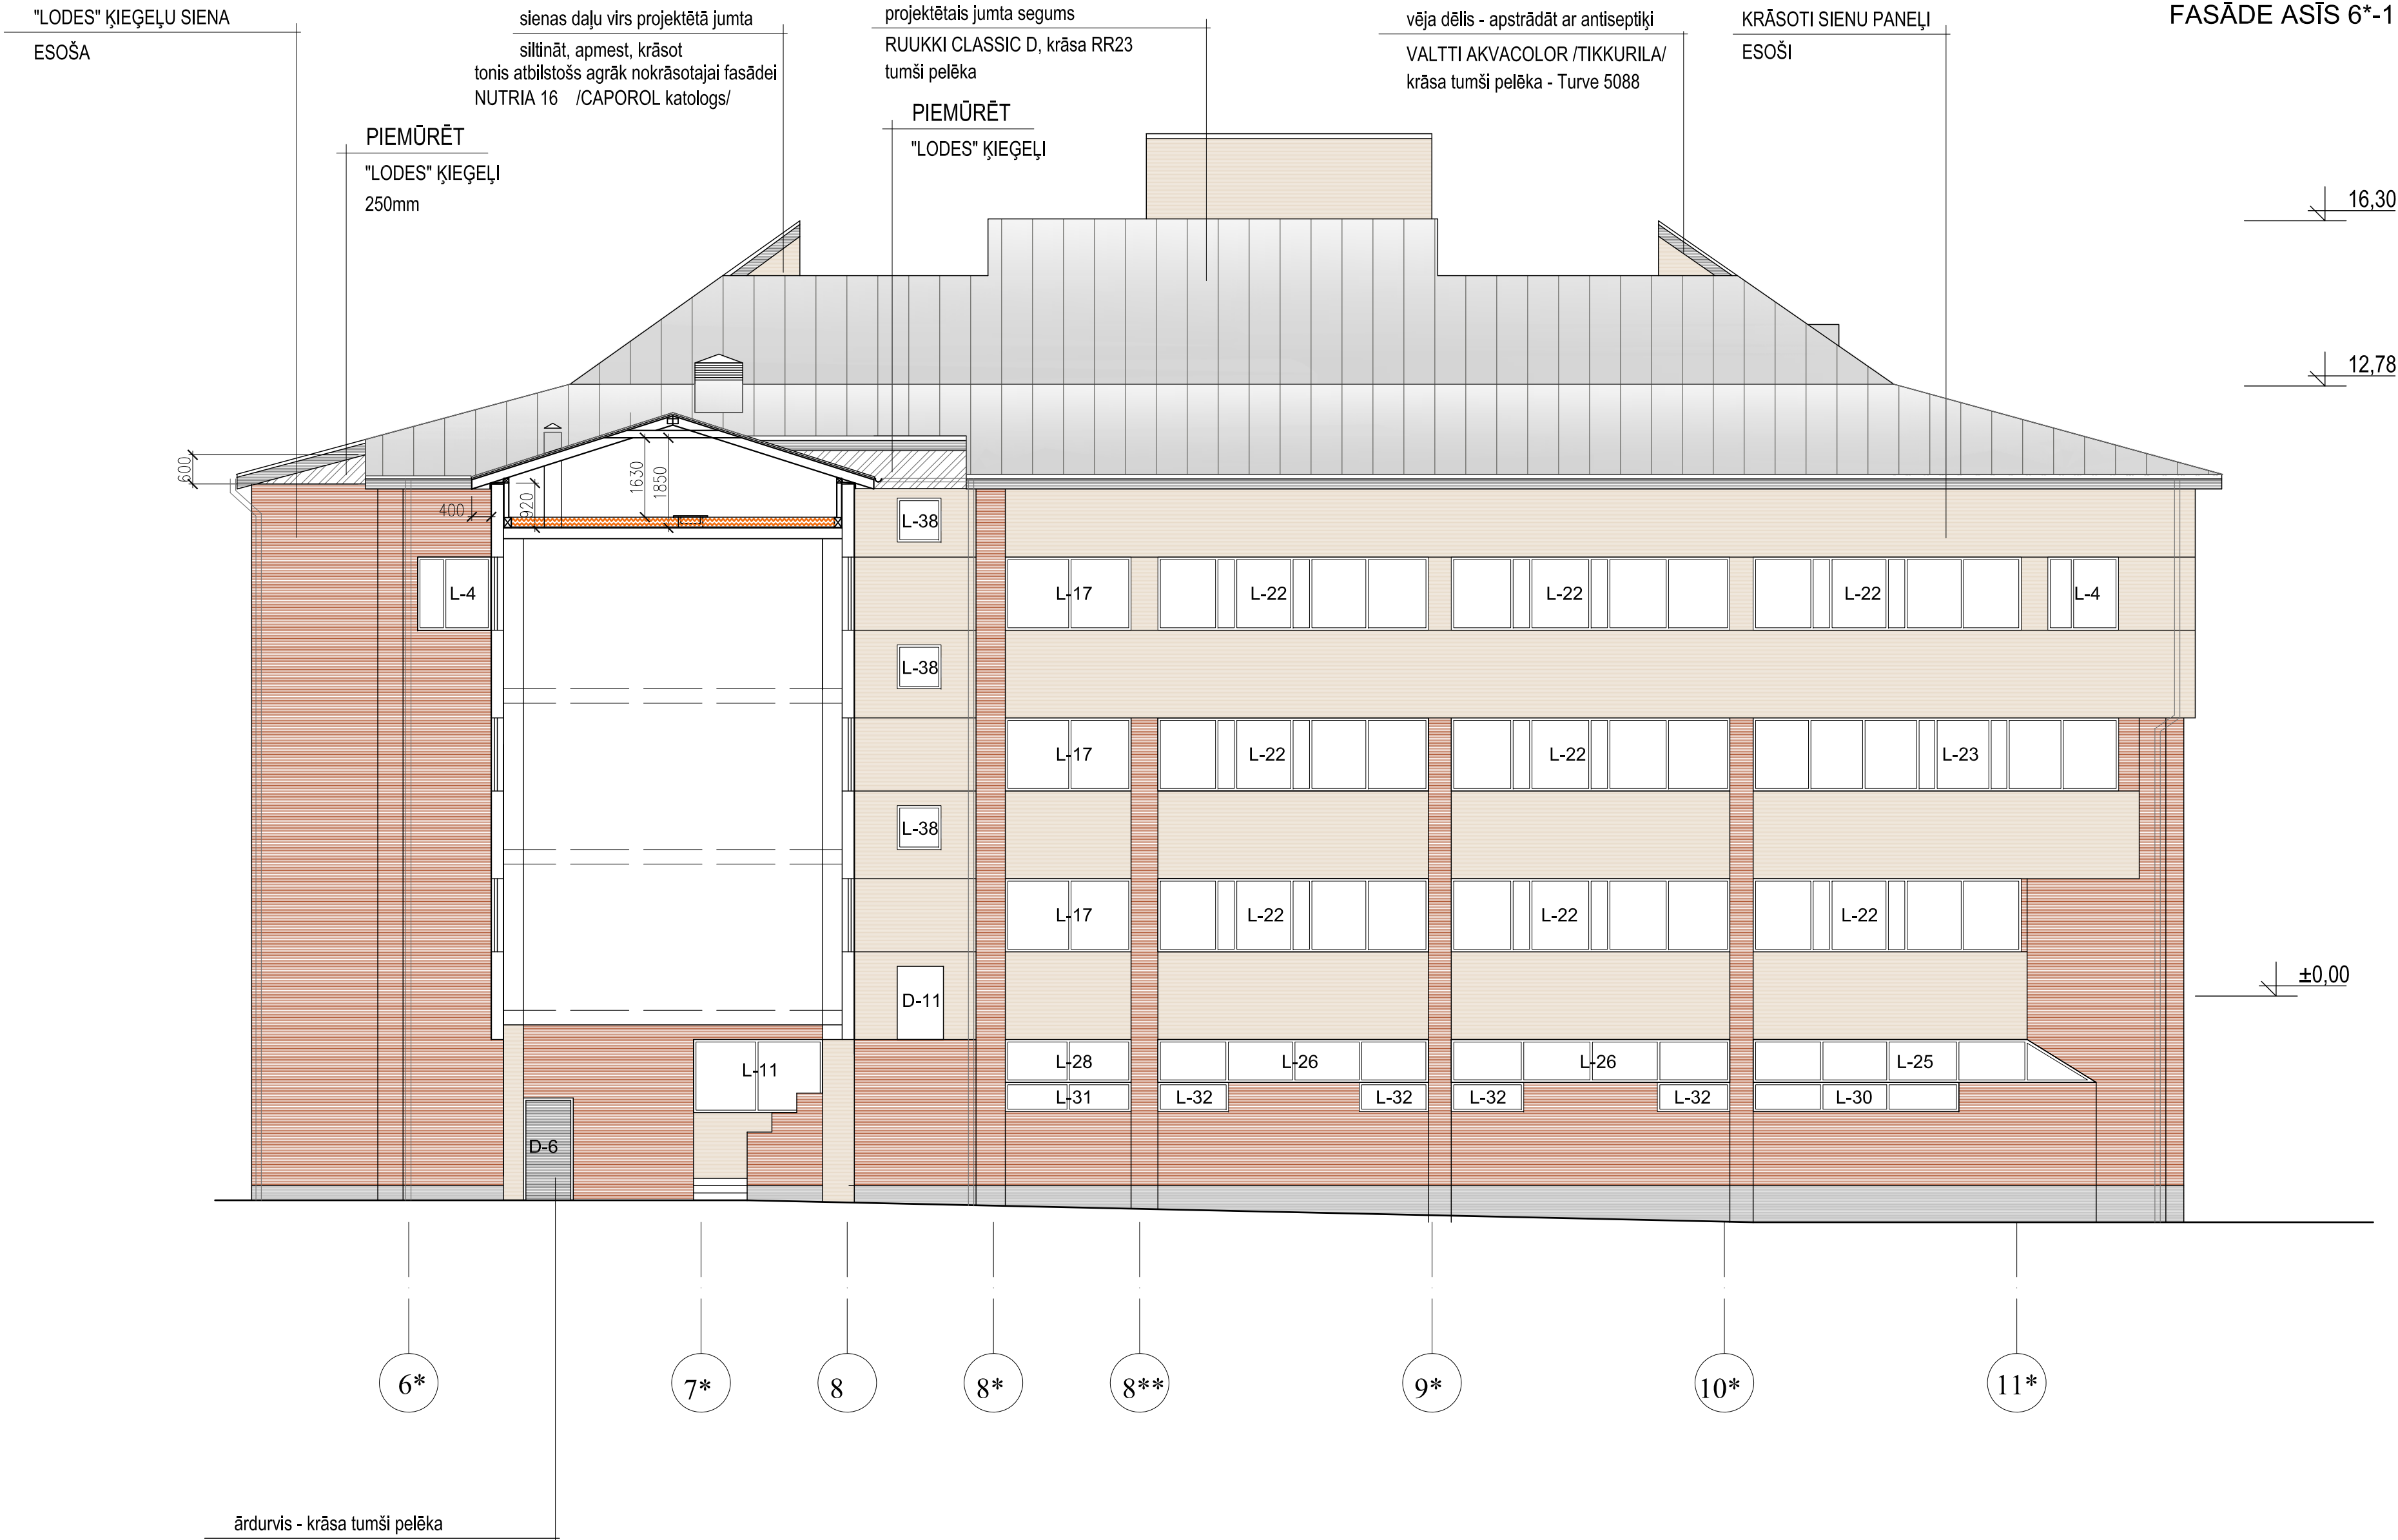 "LODES" ĶIEĢEĻU SIENA
ESOŠA
sienas daļu virs projektētā jumta
siltināt, apmest, krāsot
tonis atbilstošs agrāk nokrāsotajai fasādei
NUTRIA 16 /CAPOROL katologs/
projektētais jumta segums
RUUKKI CLASSIC D, krāsa RR23
tumši pelēka
vēja dēlis - apstrādāt ar antiseptiķi
VALTTI AKVACOLOR /TIKKURILA/
krāsa tumši pelēka - Turve 5088
KRĀSOTI SIENU PANEĻI
ESOŠI
FASĀDE ASĪS 6*-1
PIEMŪRĒT
"LODES" ĶIEĢEĻI
250mm
PIEMŪRĒT
"LODES" ĶIEĢEĻI
16,30
12,78
600
400
920
1630
1850
L-38
L-4
L-17
L-22
L-22
L-22
L-4
L-38
L-17
L-22
L-22
L-23
L-38
L-17
L-22
L-22
L-22
±0,00
D-11
L-11
L-28
L-26
L-26
L-25
L-31
L-32
L-32
L-32
L-32
L-30
D-6
6*
7*
8
8*
8**
9*
10*
11*
ārdurvis - krāsa tumši pelēka